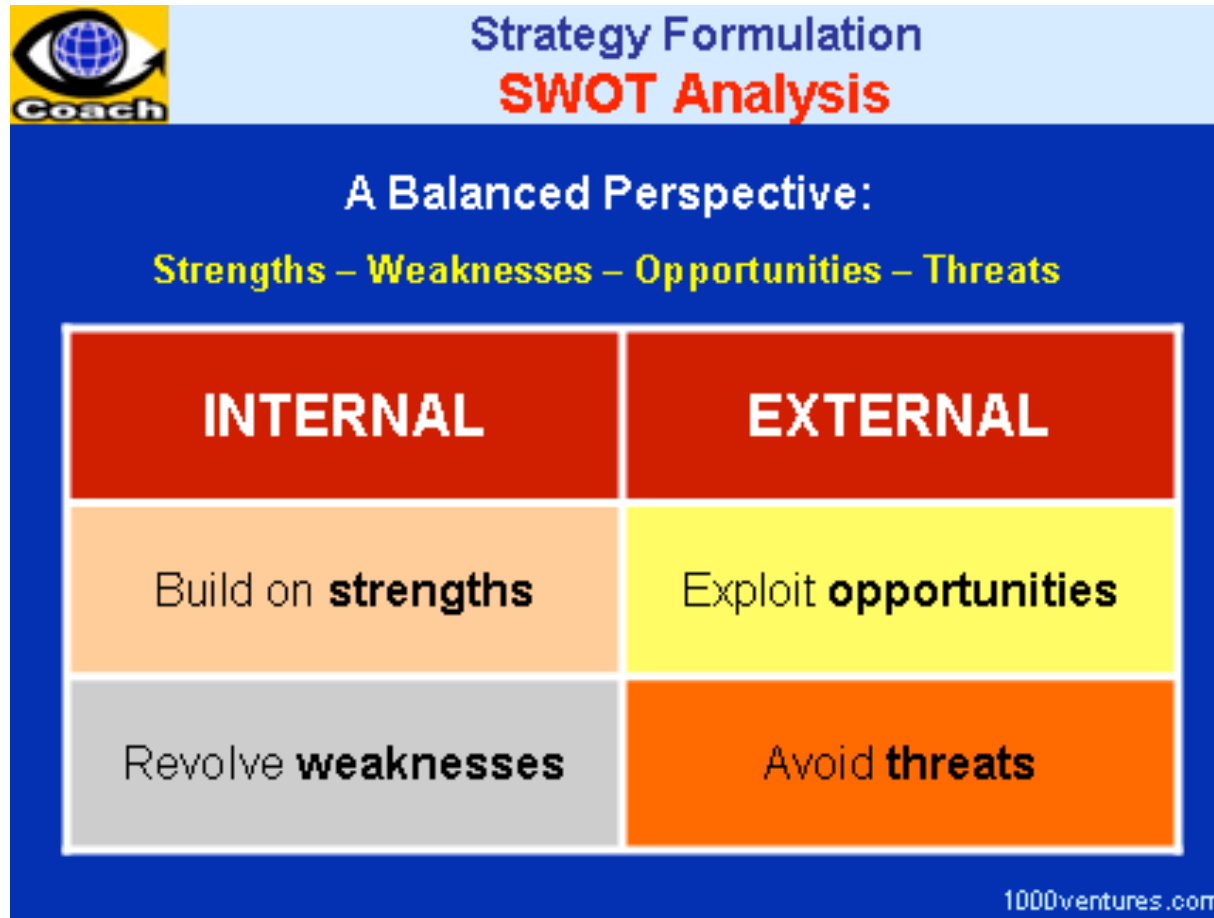 Coach
Strategy Formulation
SWOT Analysis
A Balanced Perspective:
Strengths – Weaknesses – Opportunities – Threats
INTERNAL
EXTERNAL
Build on strengths
Exploit opportunities
Revolve weaknesses
Avoid threats
1000ventures.com